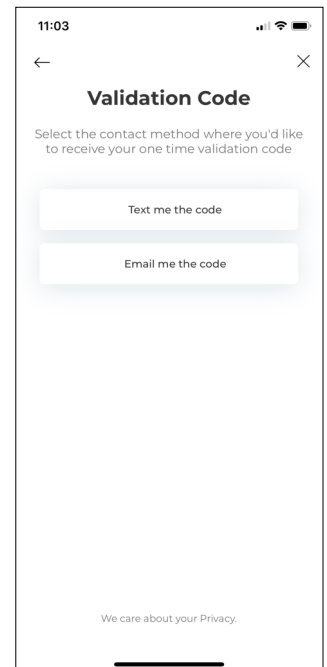 11:03
Validation Code
Select the contact method where you'd like
to receive your one time validation code
Text me the code
Email me the code
We care about your Privacy.